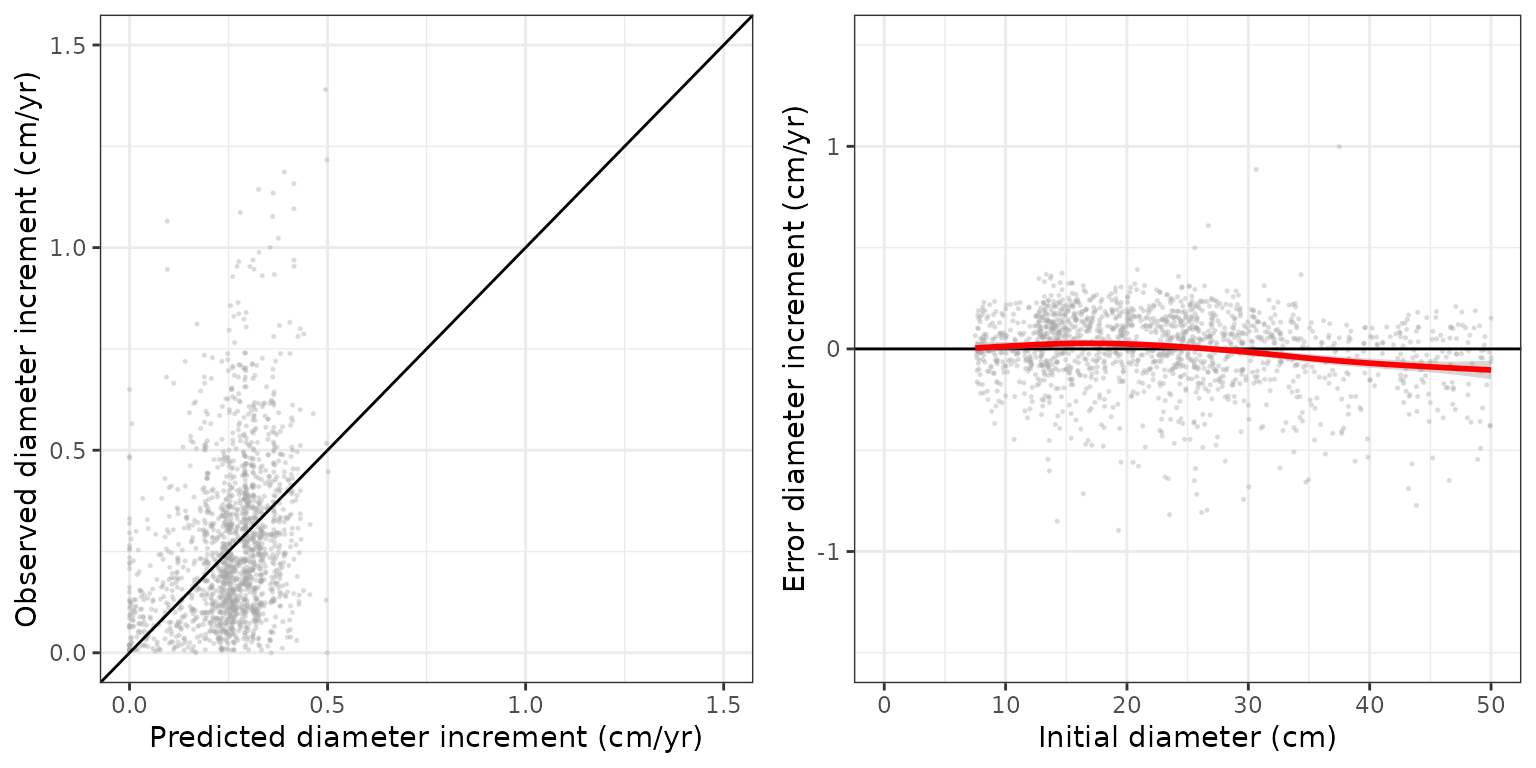 Observed diameter increment (cm/yr)
1.5
1.0
0.5
0.0
0.0 0.5 1.0 1.5
Predicted diameter increment (cm/yr)
Error diameter increment (cm/yr)
1
0
-1
0 10 20 30 40 50
Initial diameter (cm)